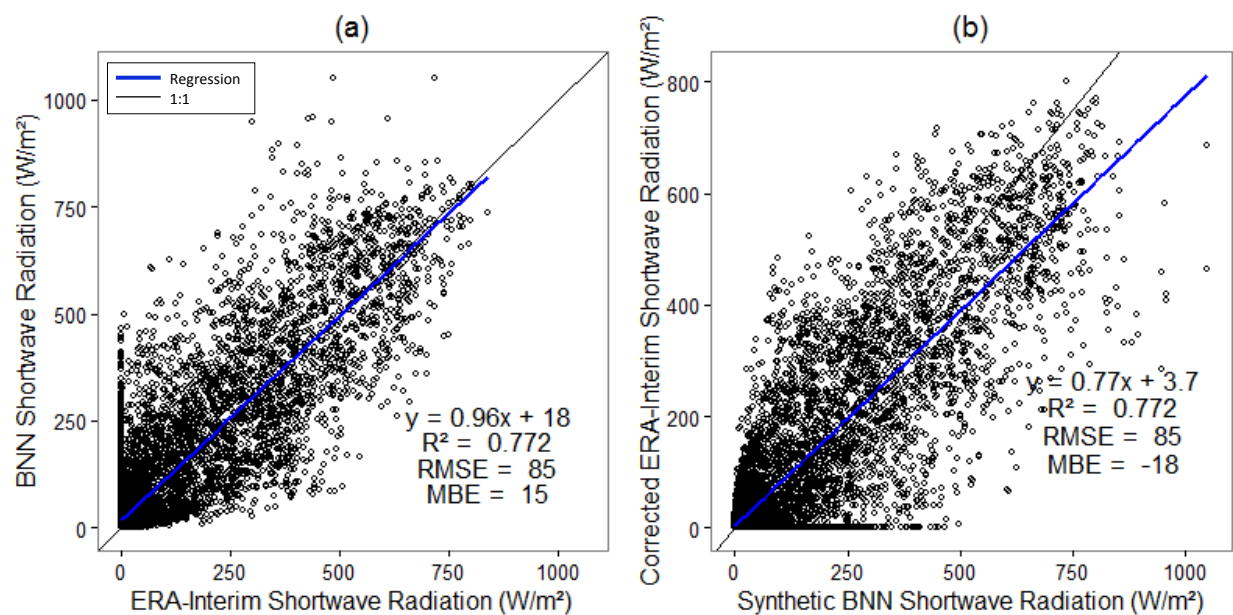 (a)
Regression
1:1
BNN Shortwave Radiation (W/m²)
1000
750
500
250
0
y = 0.96x + 18
R² = 0.772
RMSE = 85
MBE = 15
0 250 500 750 1000
ERA-Interim Shortwave Radiation (W/m²)
(b)
Corrected ERA-Interim Shortwave Radiation (W/m²)
800
600
400
200
0
y = 0.77x + 3.7
R² = 0.772
RMSE = 85
MBE = -18
0 250 500 750 1000
Synthetic BNN Shortwave Radiation (W/m²)